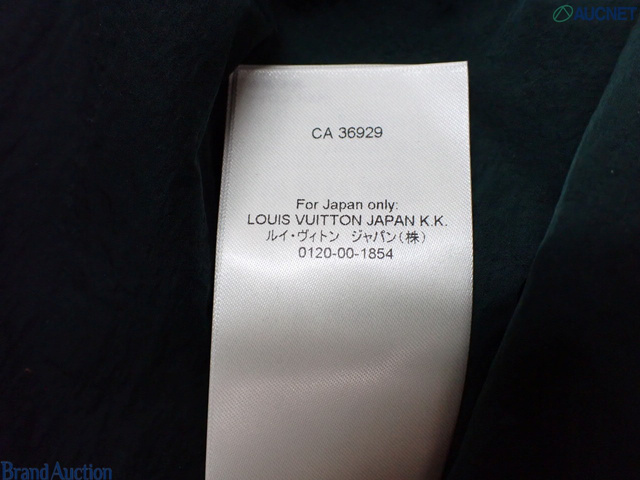 AUCNET
CA 36929
For Japan only:
LOUIS VUITTON JAPAN K.K.
ルイ・ヴィトン ジャパン(株)
0120-00-1854
Brand Auction